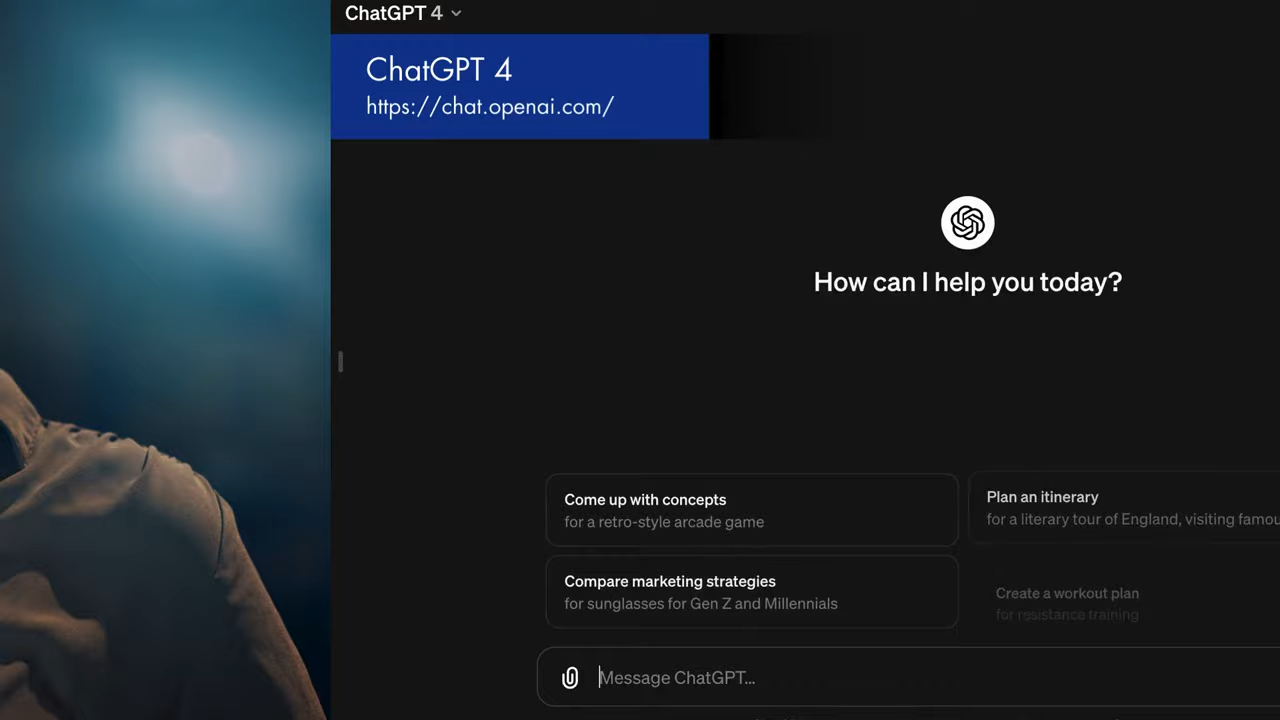 ChatGPT 4
ChatGPT 4
https://chat.openai.com/
How can I help you today?
Come up with concepts
for a retro-style arcade game
Plan an itinerary
for a literary tour of England, visiting famou
Compare marketing strategies
for sunglasses for Gen Z and Millennials
Create a workout plan
for resistance training
Message ChatGPT...